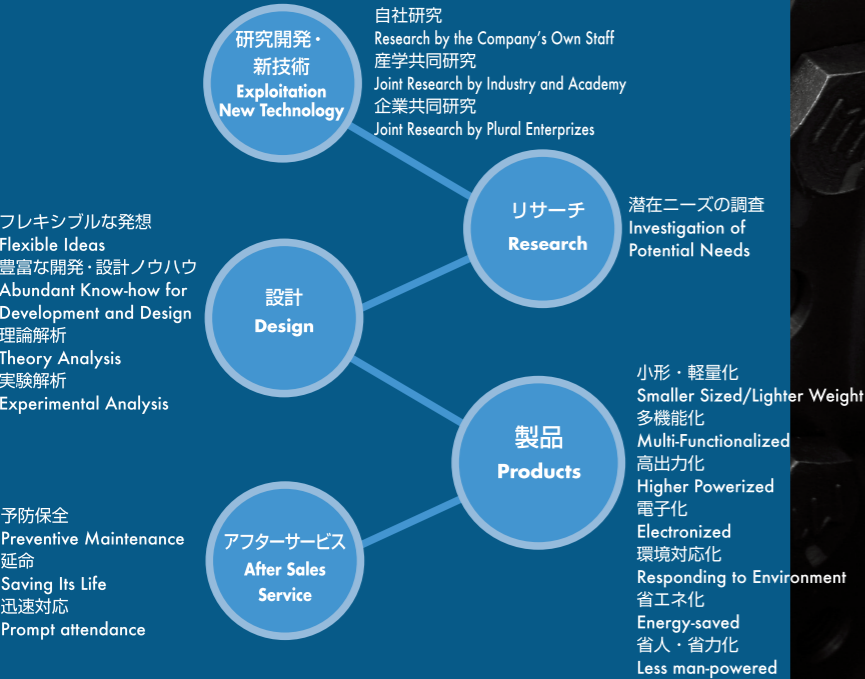 研究開発・
新技術
Exploitation
New Technology
自社研究
Research by the Company's Own Staff
産学共同研究
Joint Research by Industry and Academy
企業共同研究
Joint Research by Plural Enterprizes
リサーチ
Research
潜在ニーズの調査
Investigation of
Potential Needs
フレキシブルな発想
Flexible Ideas
豊富な開発・設計ノウハウ
Abundant Know-how for
Development and Design
理論解析
Theory Analysis
実験解析
Experimental Analysis
設計
Design
製品
Products
小形・軽量化
Smaller Sized/Lighter Weight
多機能化
Multi-Functionalized
高出力化
Higher Powerized
電子化
Electronized
環境対応化
Responding to Environment
省エネ化
Energy-saved
省人・省力化
Less man-powered
予防保全
Preventive Maintenance
延命
Saving Its Life
迅速対応
Prompt attendance
アフターサービス
After Sales
Service